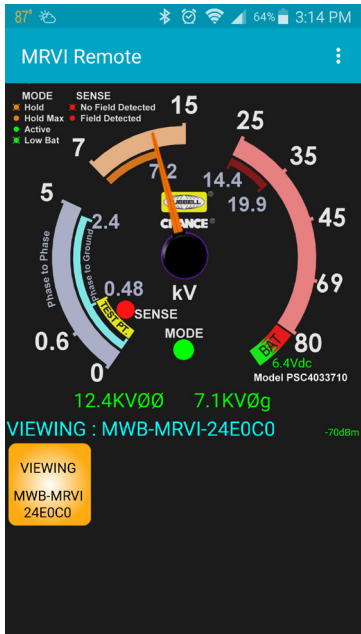 87° 64% 3:14 PM
MRVI Remote
MODE SENSE
Hold No Field Detected
Hold Max Field Detected
Active
Low Bat
15
25
7
35
7.2
14.4
5
19.9
HUBBELL
CHANCE®
2.4
45
Phase to Phase
Phase to Ground
0.48
kV
69
TEST PT.
SENSE
MODE
0.6
BAT
80
0
6.4Vdc
Model PSC4033710
12.4KVØØ 7.1KVØg
VIEWING : MWB-MRVI-24E0C0 -70dBm
VIEWING
MWB-MRVI
24E0C0